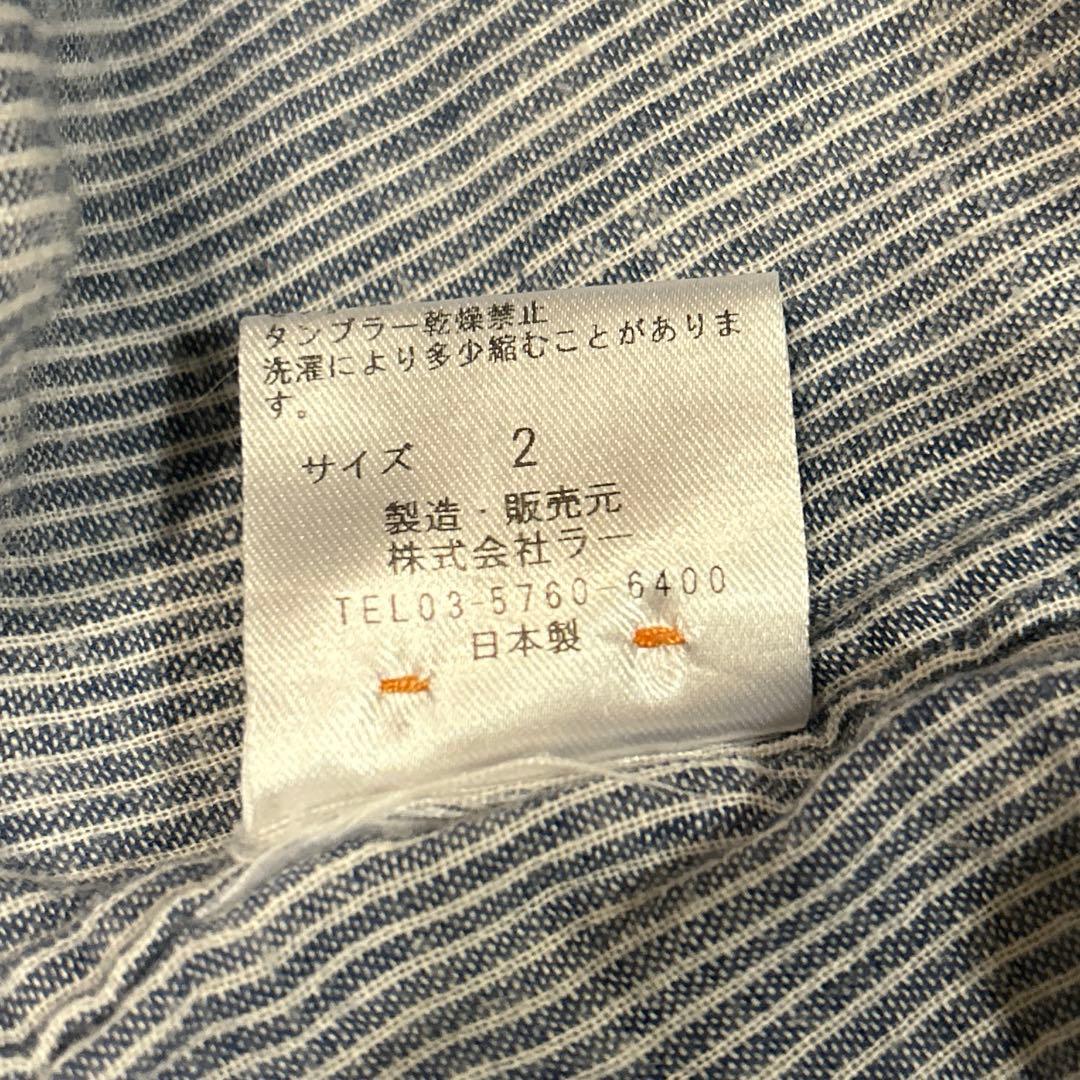 タンブラー乾燥禁止
洗濯により多少縮むことがありま
す。
サイズ 2
製造・販売元
株式会社ラー
TEL03-5760-6400
日本製